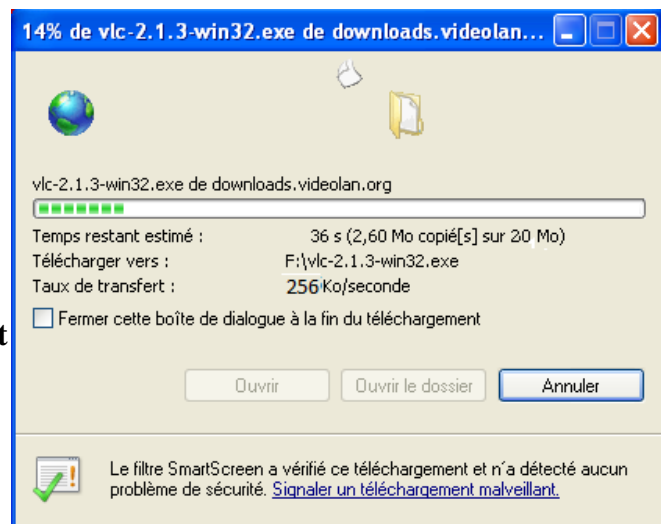 14% de vlc-2.1.3-win32.exe de downloads.videolan...
vlc-2.1.3-win32.exe de downloads.videolan.org
Temps restant estimé : 36 s (2,60 Mo copié[s] sur 20 Mo)
Télécharger vers : F:\vlc-2.1.3-win32.exe
Taux de transfert : 256 Ko/seconde
t
Fermer cette boîte de dialogue à la fin du téléchargement
Ouvrir Ouvrir le dossier Annuler
Le filtre SmartScreen a vérifié ce téléchargement et n'a détecté aucun
problème de sécurité. Signaler un téléchargement malveillant.